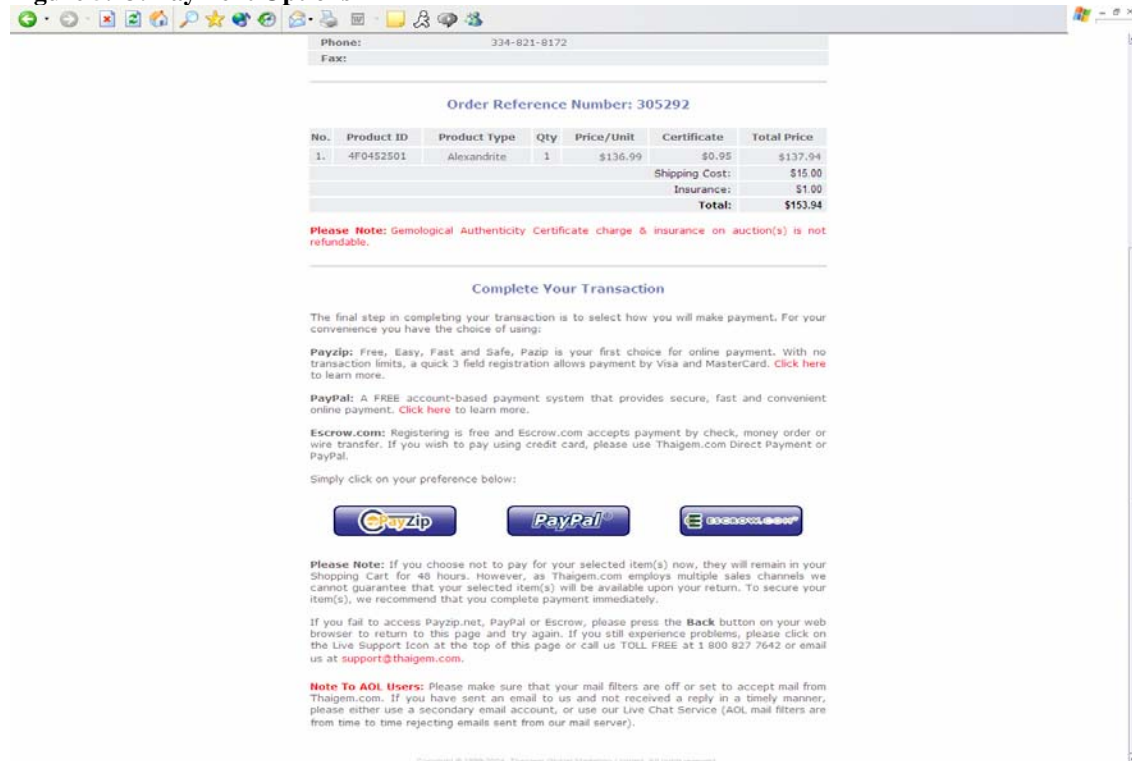 Phone: 334-821-8172
Fax:
Order Reference Number: 305292
No. Product ID Product Type Qty Price/Unit Certificate Total Price
1. 4F0452501 Alexandrite 1 $136.99 $0.95 $137.94
Shipping Cost: $15.00
Insurance: $1.00
Total: $153.94
Please Note: Gemological Authenticity Certificate charge & insurance on auction(s) is not
refundable.
Complete Your Transaction
The final step in completing your transaction is to select how you will make payment. For your
convenience you have the choice of using:
Payzip: Free, Easy, Fast and Safe, Pazip is your first choice for online payment. With no
transaction limits, a quick 3 field registration allows payment by Visa and MasterCard. Click here
to learn more.
PayPal: A FREE account-based payment system that provides secure, fast and convenient
online payment. Click here to learn more.
Escrow.com: Registering is free and Escrow.com accepts payment by check, money order or
wire transfer. If you wish to pay using credit card, please use Thaigem.com Direct Payment or
PayPal.
Simply click on your preference below:
PayZip PayPal ESCROW.COM
Please Note: If you choose not to pay for your selected item(s) now, they will remain in your
Shopping Cart for 48 hours. However, as Thaigem.com employs multiple sales channels we
cannot guarantee that your selected item(s) will be available upon your return. To secure your
item(s), we recommend that you complete payment immediately.
If you fail to access Payzip.net, PayPal or Escrow, please press the Back button on your web
browser to return to this page and try again. If you still experience problems, please click on
the Live Support Icon at the top of this page or call us TOLL FREE at 1 800 827 7642 or email
us at support@thaigem.com.
Note To AOL Users: Please make sure that your mail filters are off or set to accept mail from
Thaigem.com. If you have sent an email to us and not received a reply in a timely manner,
please either use a secondary email account, or use our Live Chat Service (AOL mail filters are
from time to time rejecting emails sent from our mail server).